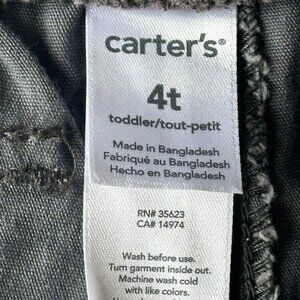 carter's®
4t
toddler/tout-petit
Made in Bangladesh
Fabriqué au Bangladesh
Hecho en Bangladesh
RN# 35623
CA# 14974
Wash before use.
Turn garment inside out.
Machine wash cold
with like colors.